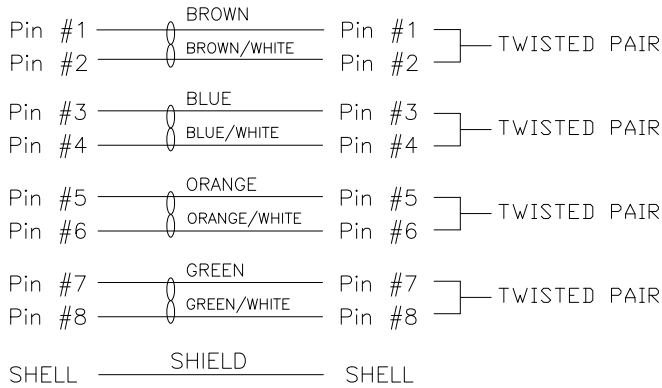 BROWN
Pin #1 Pin #1
BROWN/WHITE TWISTED PAIR
Pin #2 Pin #2
BLUE
Pin #3 Pin #3
BLUE/WHITE TWISTED PAIR
Pin #4 Pin #4
ORANGE
Pin #5 Pin #5
ORANGE/WHITE TWISTED PAIR
Pin #6 Pin #6
GREEN
Pin #7 Pin #7
GREEN/WHITE TWISTED PAIR
Pin #8 Pin #8
SHIELD
SHELL SHELL